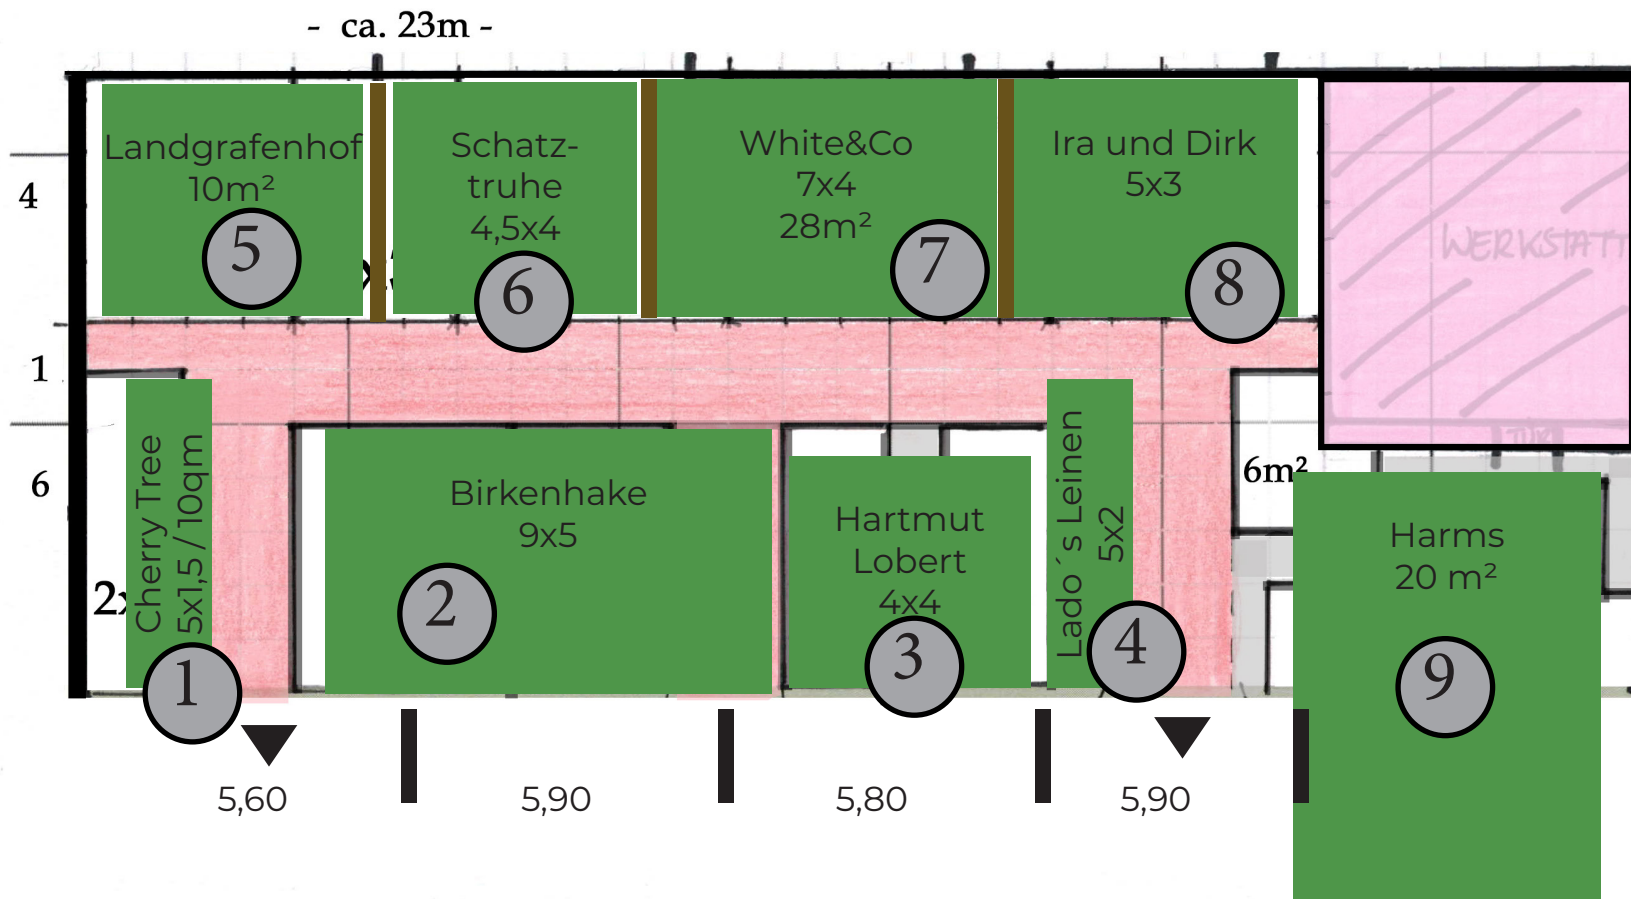 - ca. 23m -
4
1
6
Landgrafenhof
10m²
5
Schatz-
truhe
4,5x4
6
White&Co
7x4
28m²
7
Ira und Dirk
5x3
8
WERKSTATT
TÜR
Cherry Tree
5x1,5 / 10qm
1
2x
Birkenhake
9x5
2
Hartmut
Lobert
4x4
3
Lado´s Leinen
5x2
4
6m²
Harms
20 m²
9
5,60
5,90
5,80
5,90